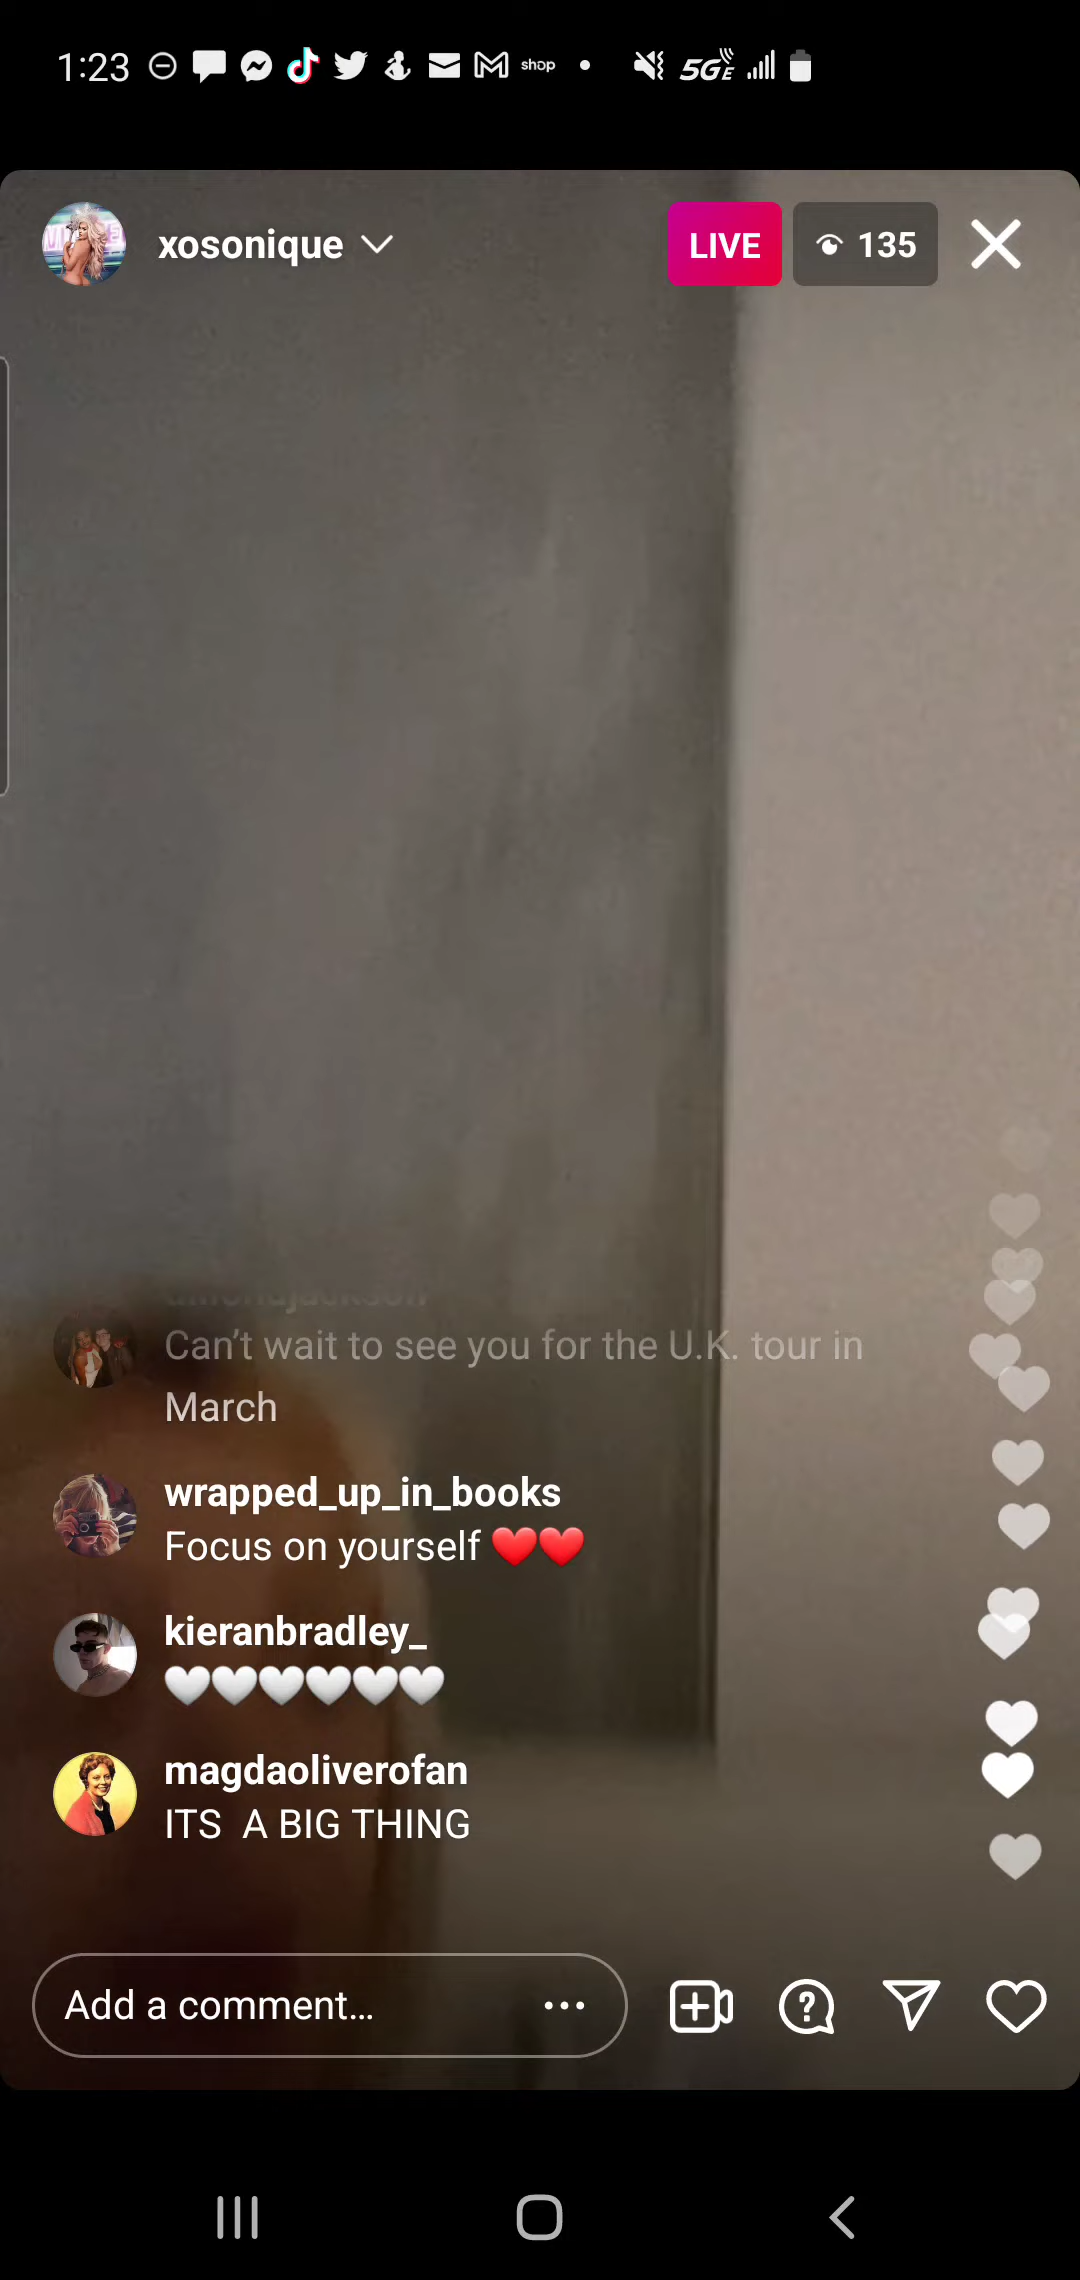 1:23
shop
5GE
xosonique
LIVE
135
Can't wait to see you for the U.K. tour in
March
wrapped_up_in_books
Focus on yourself ❤️❤️
kieranbradley_
🤍🤍🤍🤍🤍🤍
magdaoliverofan
ITS  A BIG THING
Add a comment...